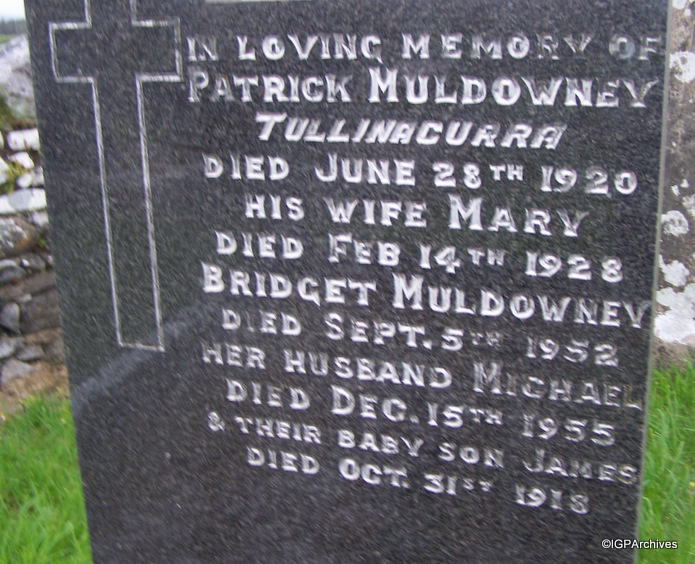 IN LOVING MEMORY OF
PATRICK MULDOWNEY
TULLINACURRA
DIED JUNE 28TH 1920
HIS WIFE MARY
DIED FEB 14TH 1928
BRIDGET MULDOWNEY
DIED SEPT. 5TH 1952
HER HUSBAND MICHAEL
DIED DEC. 15TH 1955
& THEIR BABY SON JAMES
DIED OCT. 31ST 1918
©IGPArchives